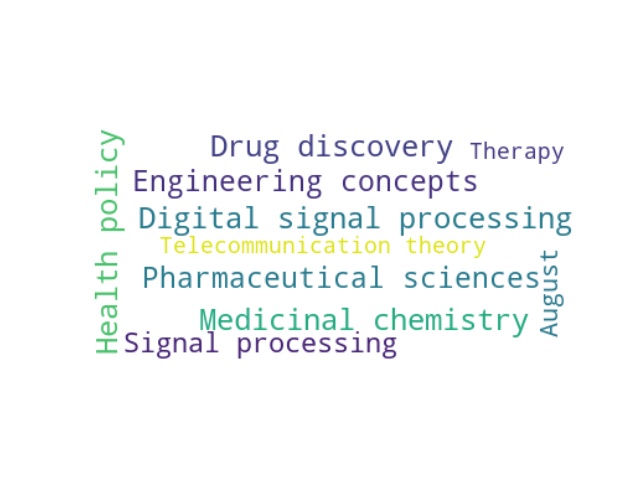 Health policy
Drug discovery
Therapy
Engineering concepts
Digital signal processing
Telecommunication theory
Pharmaceutical sciences
August
Medicinal chemistry
Signal processing